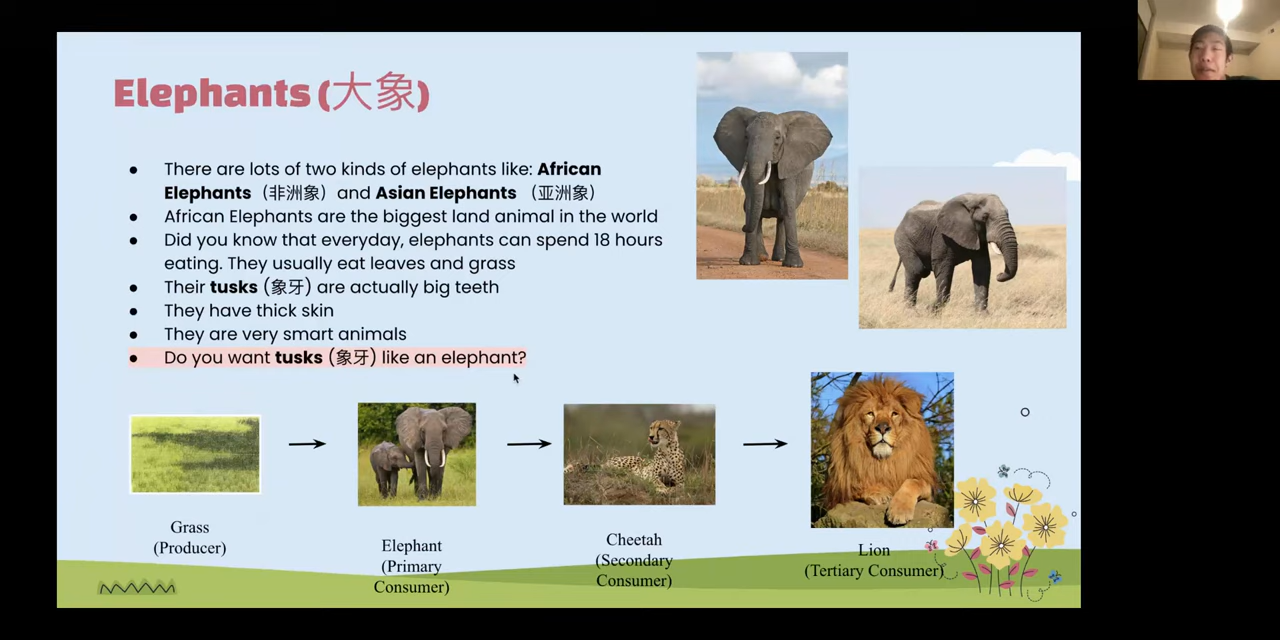 Elephants (大象)
There are lots of two kinds of elephants like: African
Elephants（非洲象）and Asian Elephants （亚洲象）
African Elephants are the biggest land animal in the world
Did you know that everyday, elephants can spend 18 hours
eating. They usually eat leaves and grass
Their tusks (象牙) are actually big teeth
They have thick skin
They are very smart animals
Do you want tusks (象牙) like an elephant?
Grass
(Producer)
Elephant
(Primary
Consumer)
Cheetah
(Secondary
Consumer)
Lion
(Tertiary Consumer)